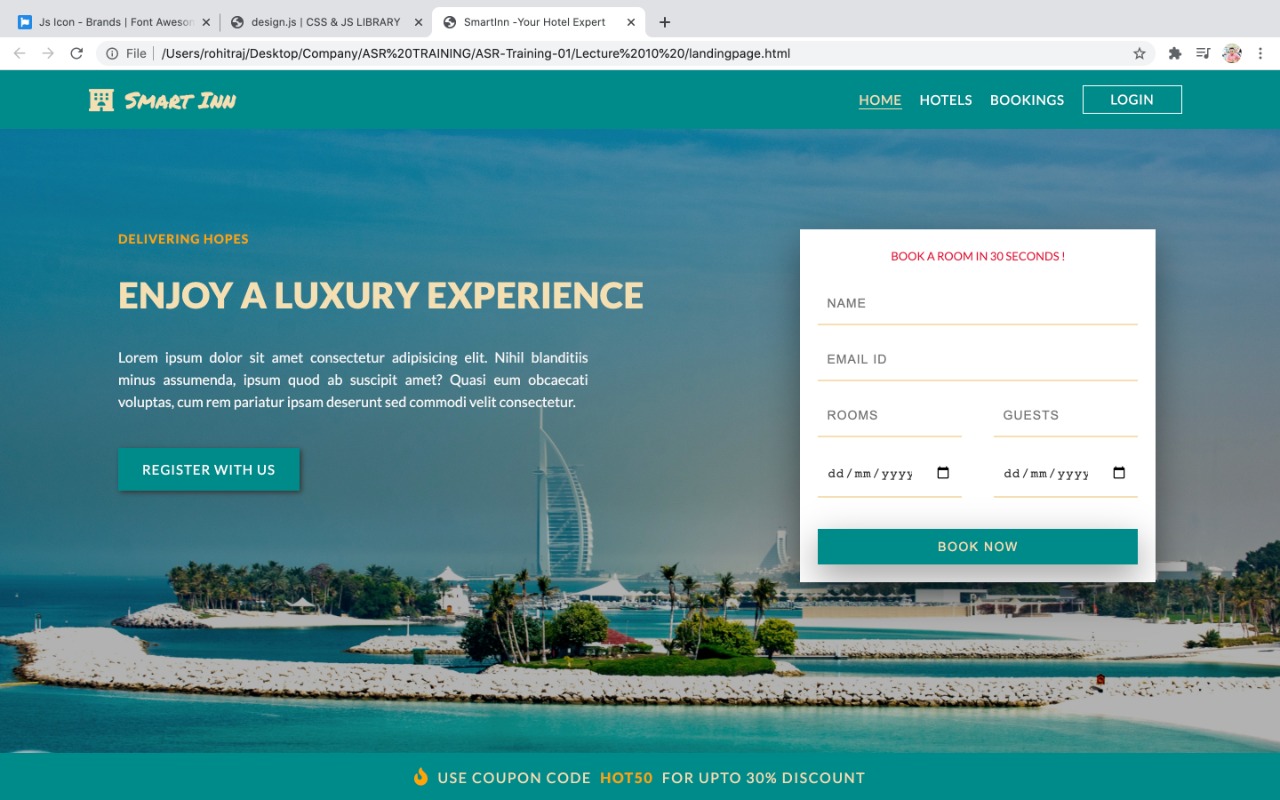 Js Icon - Brands | Font Aweson
design.js | CSS & JS LIBRARY
SmartInn -Your Hotel Expert
File
/Users/rohitraj/Desktop/Company/ASR%20TRAINING/ASR-Training-01/Lecture%2010%20/landingpage.html
SMART INN
HOME
HOTELS
BOOKINGS
LOGIN
DELIVERING HOPES
ENJOY A LUXURY EXPERIENCE
Lorem ipsum dolor sit amet consectetur adipisicing elit. Nihil blanditiis
minus assumenda, ipsum quod ab suscipit amet? Quasi eum obcaecati
voluptas, cum rem pariatur ipsam deserunt sed commodi velit consectetur.
REGISTER WITH US
BOOK A ROOM IN 30 SECONDS !
NAME
EMAIL ID
ROOMS
GUESTS
dd/mm/yyyy
dd/mm/yyyy
BOOK NOW
USE COUPON CODE HOT50 FOR UPTO 30% DISCOUNT